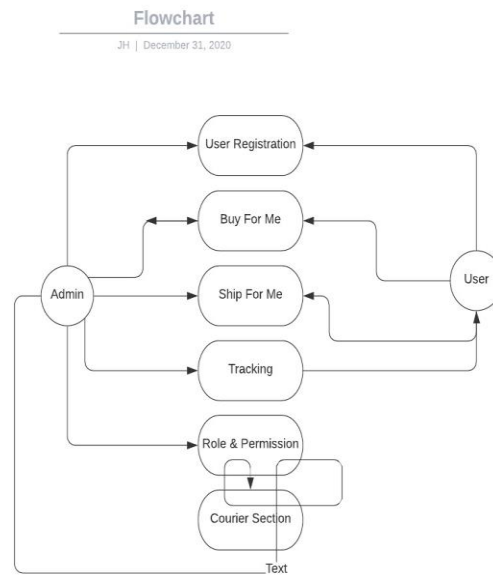 Flowchart
JH | December 31, 2020
User Registration
Buy For Me
Admin
Ship For Me
User
Tracking
Role & Permission
Courier Section
Text